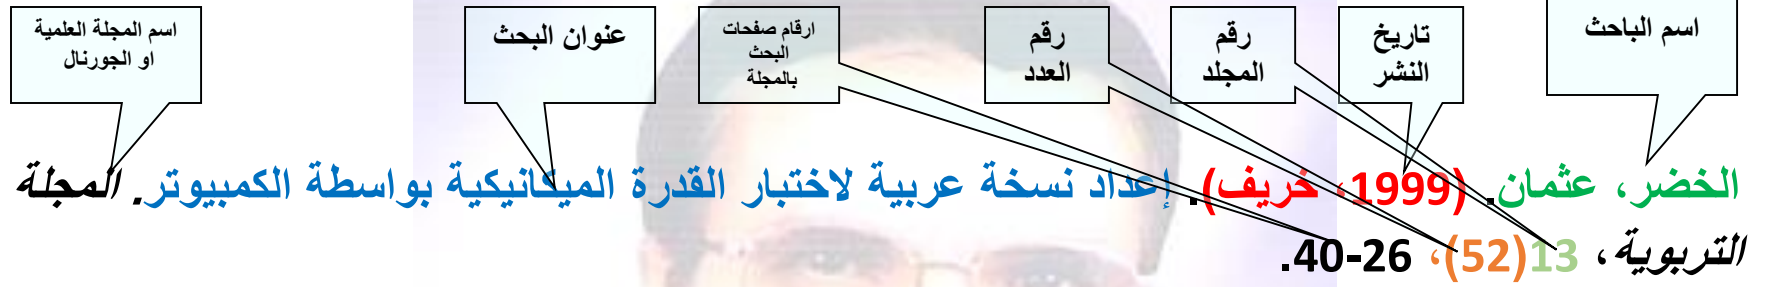 اسم الباحث
تاريخ
النشر
رقم
المجلد
رقم
العدد
ارقام صفحات
البحث
بالمجلة
عنوان البحث
اسم المجلة العلمية
او الجورنال
الخضر، عثمان. (1999، خريف). إعداد نسخة عربية لاختبار القدرة الميكانيكية بواسطة الكمبيوتر. المجلة
التربوية، 13(52)، 26-40.